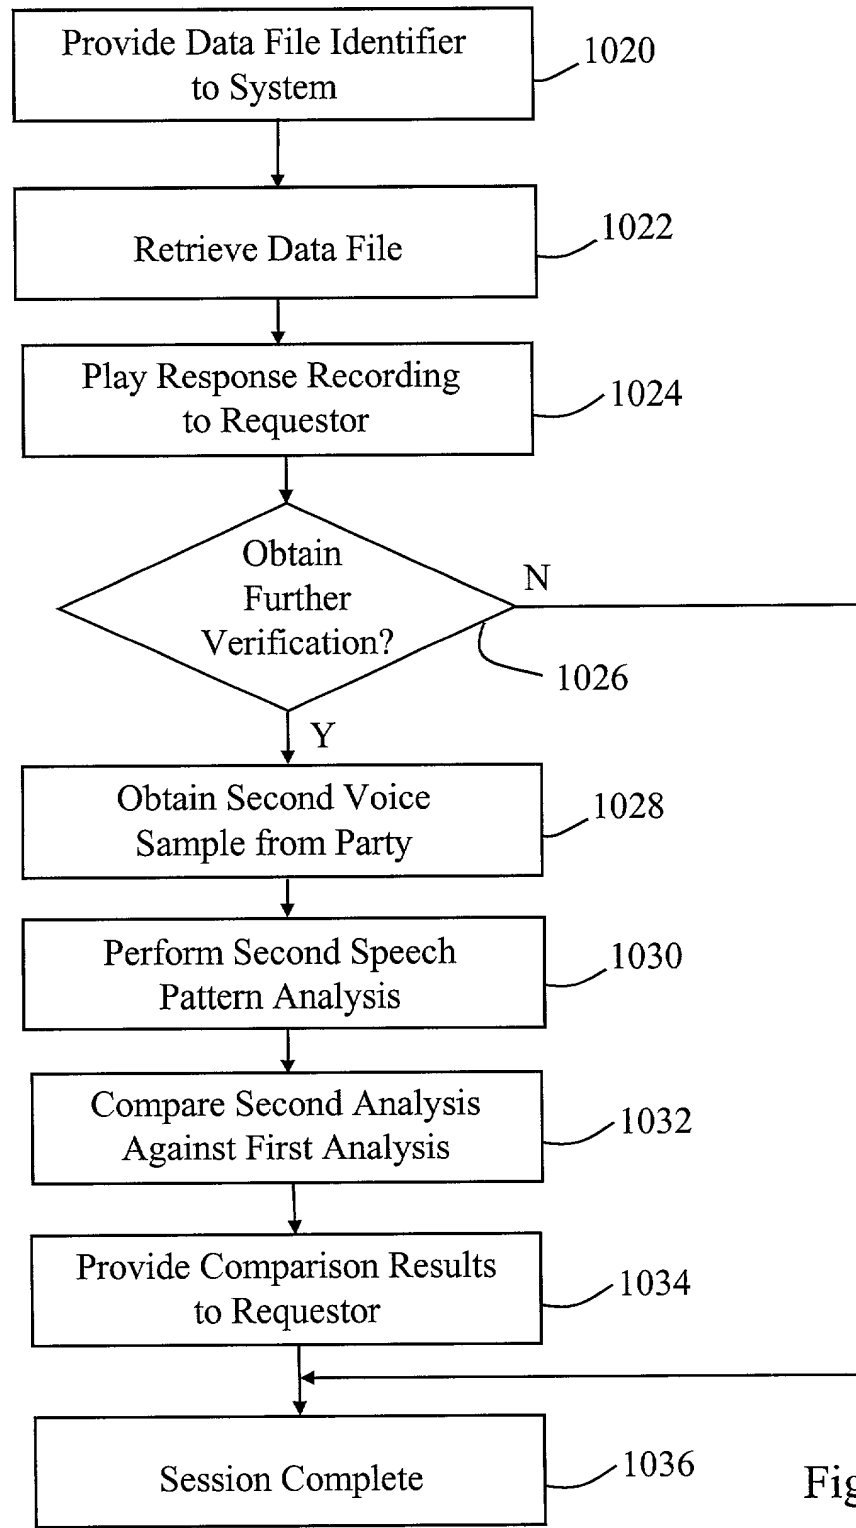 Provide Data File Identifier
to System
1020
Retrieve Data File
1022
Play Response Recording
to Requestor
1024
Obtain
Further
Verification?
N
1026
Y
Obtain Second Voice
Sample from Party
1028
Perform Second Speech
Pattern Analysis
1030
Compare Second Analysis
Against First Analysis
1032
Provide Comparison Results
to Requestor
1034
Session Complete
1036
Fig